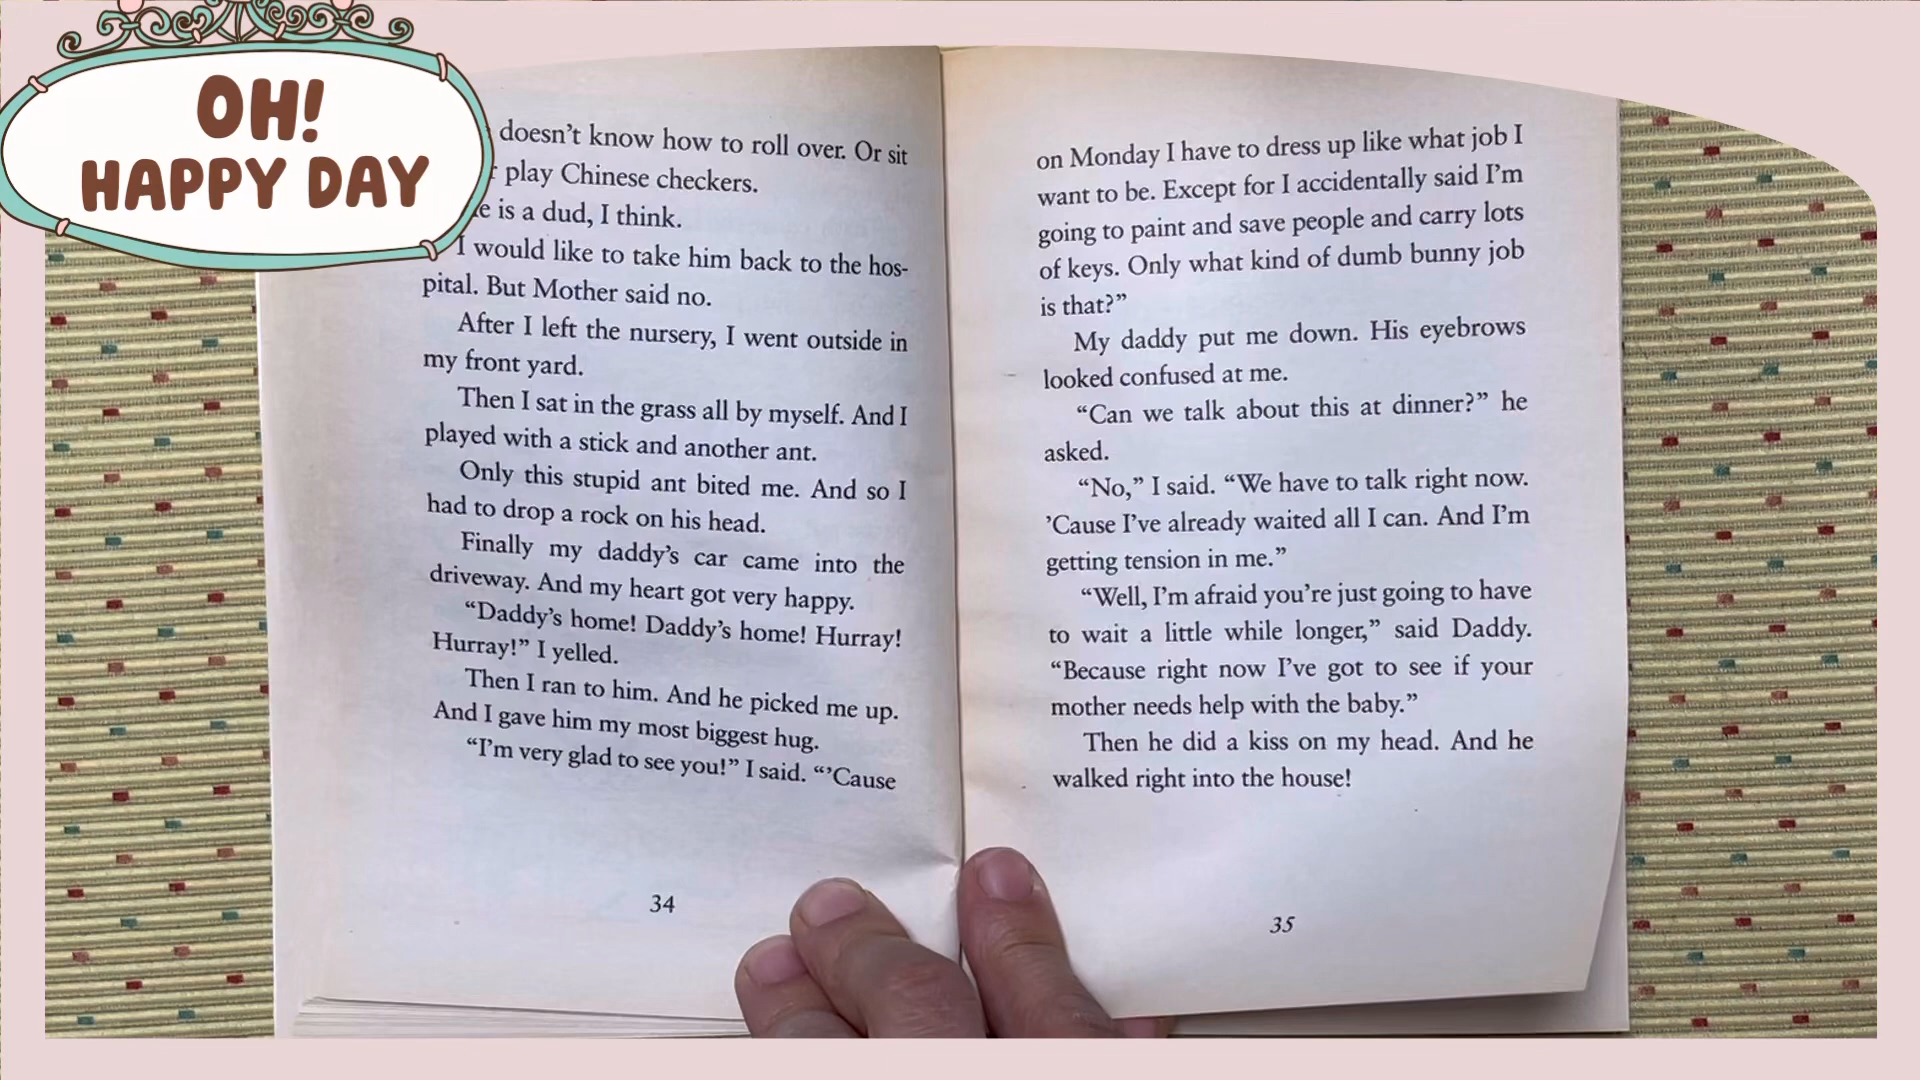 OH!
HAPPY DAY
doesn't know how to roll over. Or sit
play Chinese checkers.
is a dud, I think.
I would like to take him back to the hos-
pital. But Mother said no.
After I left the nursery, I went outside in
my front yard.
Then I sat in the grass all by myself. And I
played with a stick and another ant.
Only this stupid ant bited me. And so I
had to drop a rock on his head.
Finally my daddy's car came into the
driveway. And my heart got very happy.
“Daddy's home! Daddy's home! Hurray!
Hurray!” I yelled.
Then I ran to him. And he picked me up.
And I gave him my most biggest hug.
“I'm very glad to see you!” I said. “'Cause
34
on Monday I have to dress up like what job I
want to be. Except for I accidentally said I'm
going to paint and save people and carry lots
of keys. Only what kind of dumb bunny job
is that?”
My daddy put me down. His eyebrows
looked confused at me.
“Can we talk about this at dinner?” he
asked.
“No,” I said. “We have to talk right now.
'Cause I've already waited all I can. And I'm
getting tension in me.”
“Well, I'm afraid you're just going to have
to wait a little while longer,” said Daddy.
“Because right now I've got to see if your
mother needs help with the baby.”
Then he did a kiss on my head. And he
walked right into the house!
35